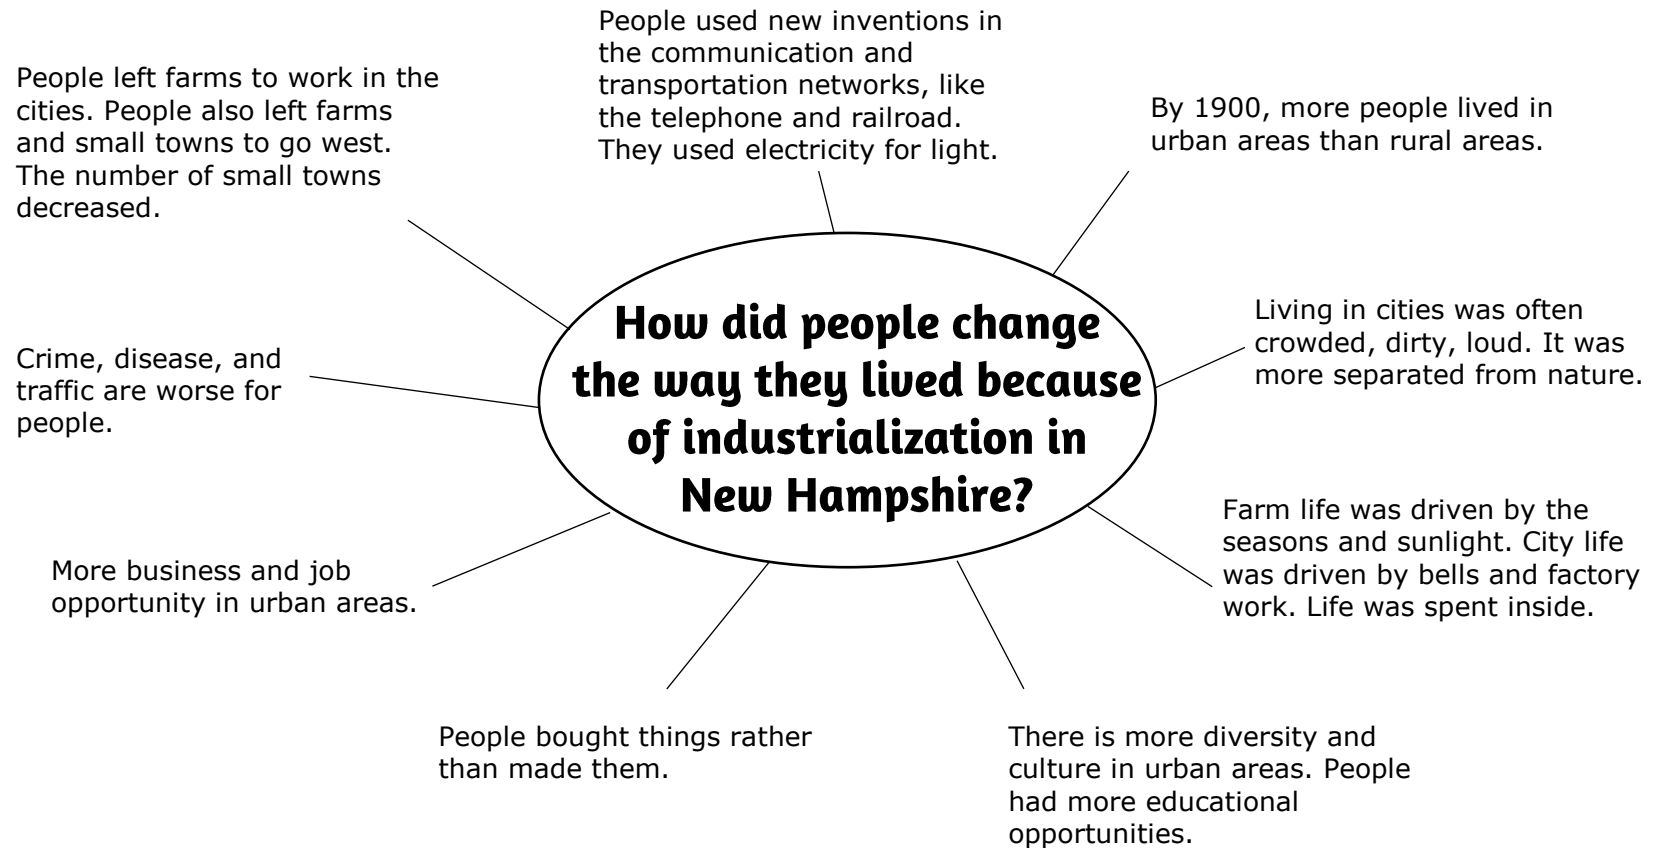 People used new inventions in
the communication and
transportation networks, like
the telephone and railroad.
They used electricity for light.
People left farms to work in the
cities. People also left farms
and small towns to go west.
The number of small towns
decreased.
By 1900, more people lived in
urban areas than rural areas.
How did people change
the way they lived because
of industrialization in
New Hampshire?
Living in cities was often
crowded, dirty, loud. It was
more separated from nature.
Crime, disease, and
traffic are worse for
people.
Farm life was driven by the
seasons and sunlight. City life
was driven by bells and factory
work. Life was spent inside.
More business and job
opportunity in urban areas.
People bought things rather
than made them.
There is more diversity and
culture in urban areas. People
had more educational
opportunities.